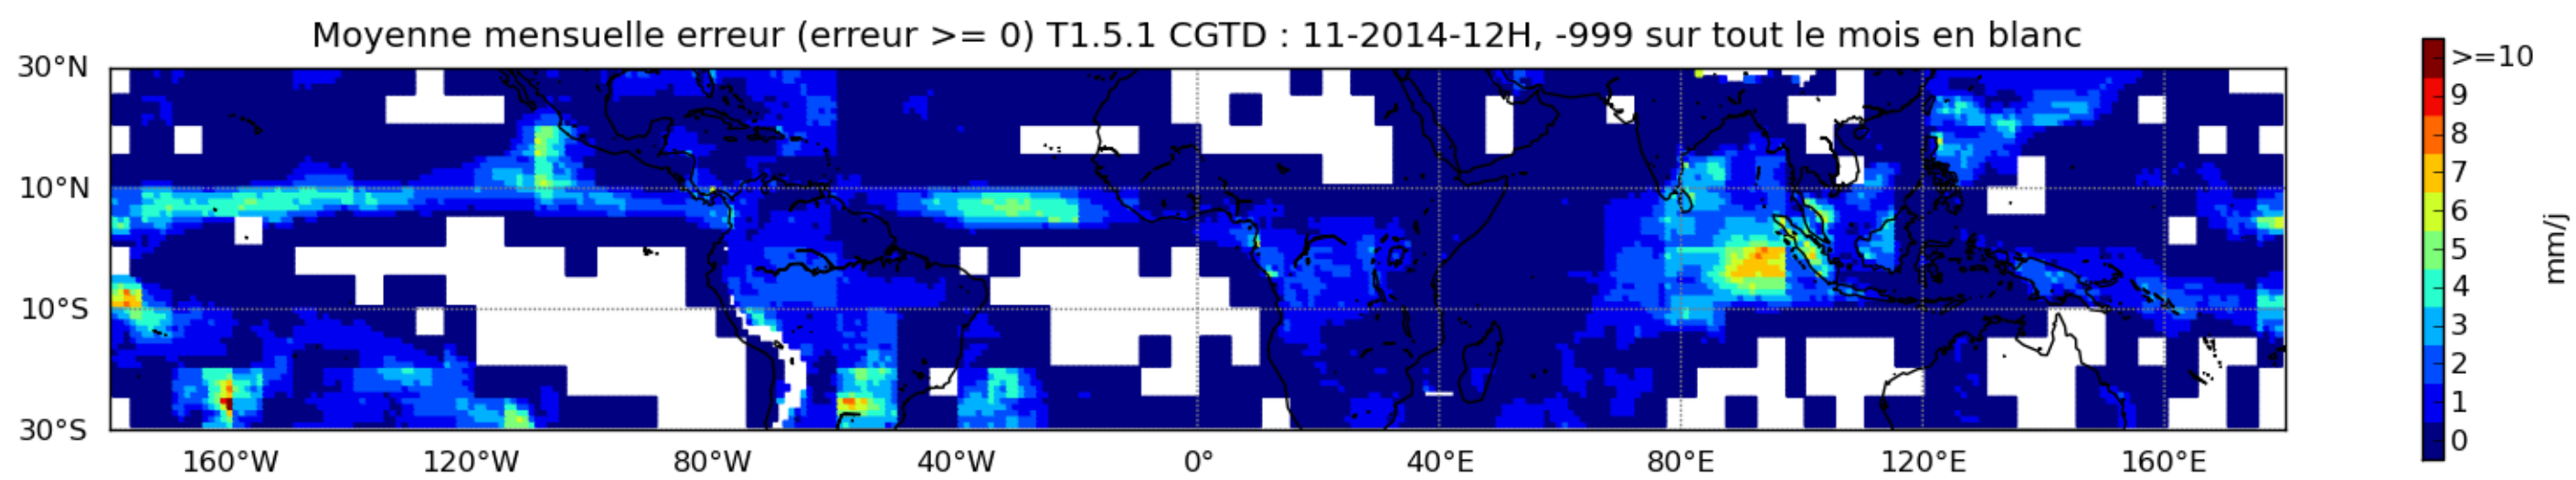 Moyenne mensuelle erreur (erreur >= 0) T1.5.1 CGTD : 11-2014-12H, -999 sur tout le mois en blanc
30°N
10°N
10°S
30°S
160°W 120°W 80°W 40°W 0° 40°E 80°E 120°E 160°E
>=10
9
8
7
6
5
4
3
2
1
0
mm/j